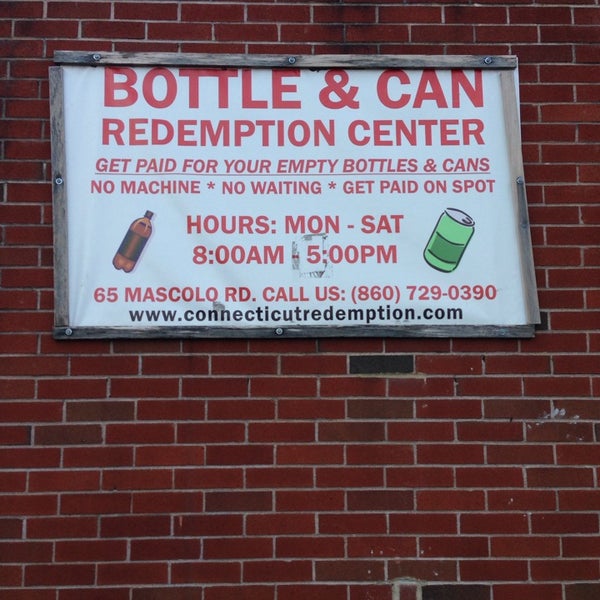 BOTTLE & CAN
REDEMPTION CENTER
GET PAID FOR YOUR EMPTY BOTTLES & CANS
NO MACHINE * NO WAITING * GET PAID ON SPOT
HOURS: MON - SAT
8:00AM - 5:00PM
65 MASCOLO RD. CALL US: (860) 729-0390
www.connecticutredemption.com